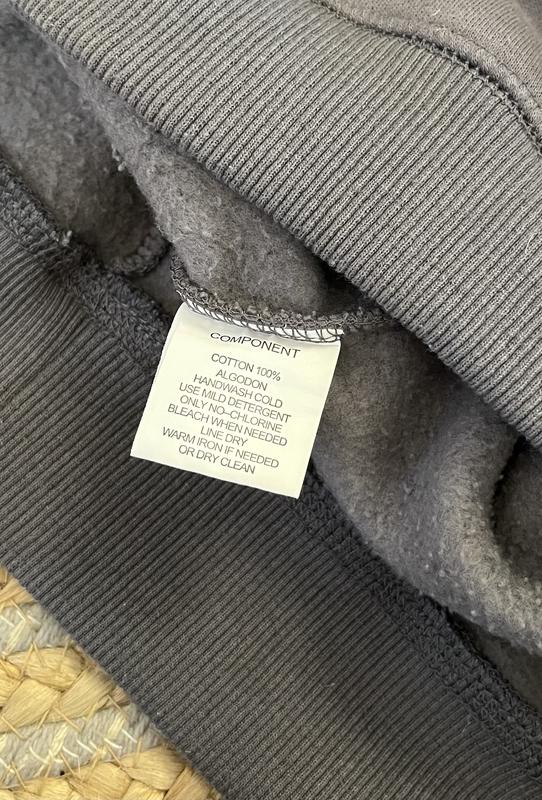 COMPONENT
COTTON 100%
ALGODON
HANDWASH COLD
USE MILD DETERGENT
ONLY NO-CHLORINE
BLEACH WHEN NEEDED
LINE DRY
WARM IRON IF NEEDED
OR DRY CLEAN